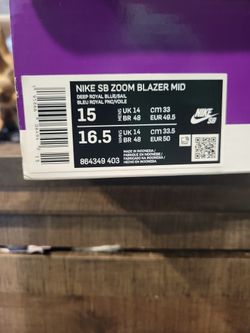 NIKE SB ZOOM BLAZER MID
DEEP ROYAL BLUE/SAIL
BLEU ROYAL FNC/VOILE
15 UK 14 CM 33
BR 48 EUR 49.5
16.5 UK 14 CM 33.5
BR 48 EUR 50
864349 403
MADE IN INDONESIA
NIKE SB